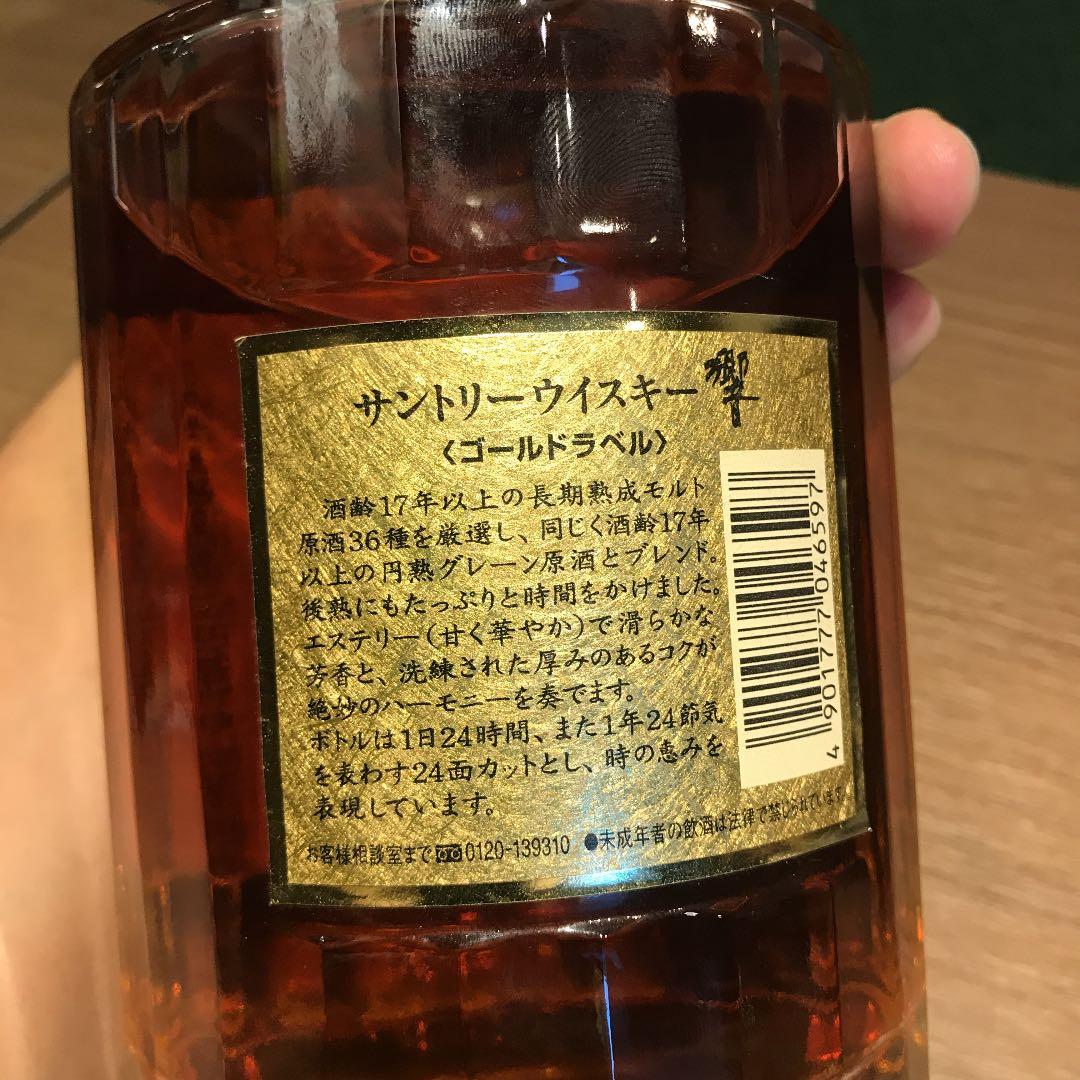 サントリーウイスキー 響
〈ゴールドラベル〉
酒齢17年以上の長期熟成モルト
原酒36種を厳選し、同じく酒齢17年
以上の円熟グレーン原酒とブレンド。
後熟にもたっぷりと時間をかけました。
エステリー(甘く華やか)で滑らかな
芳香と、洗練された厚みのあるコクが
絶妙のハーモニーを奏でます。
ボトルは1日24時間、また1年24節気
を表わす24面カットとし、時の恵みを
表現しています。
お客様相談室まで 0120-139310 ●未成年者の飲酒は法律で禁じられています
4 901777 046597